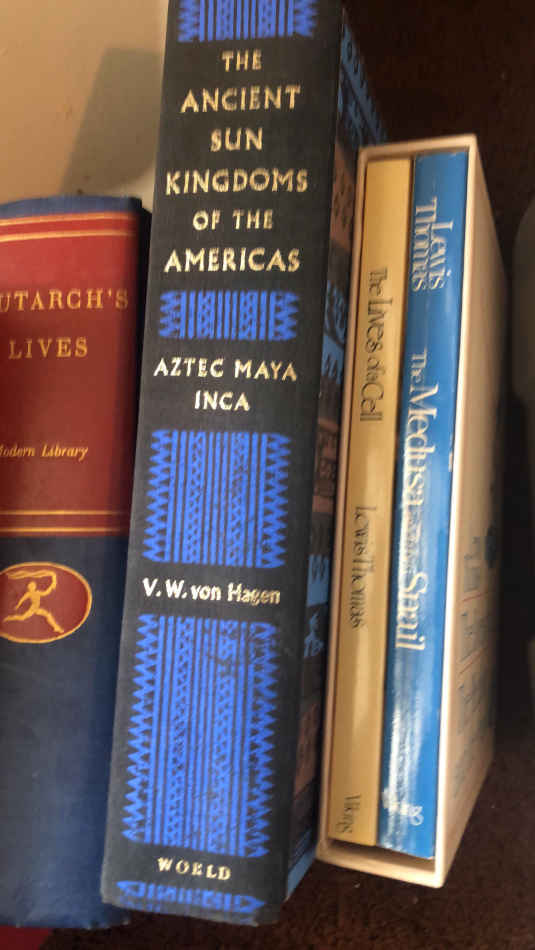 UTARCH'S
LIVES
Modern Library
THE
ANCIENT
SUN
KINGDOMS
OF THE
AMERICAS
AZTEC MAYA
INCA
V. W. von Hagen
WORLD
The Lives of a Cell
Lewis Thomas
Viking
Lewis
Thomas
The Medusa and the Snail
Viking